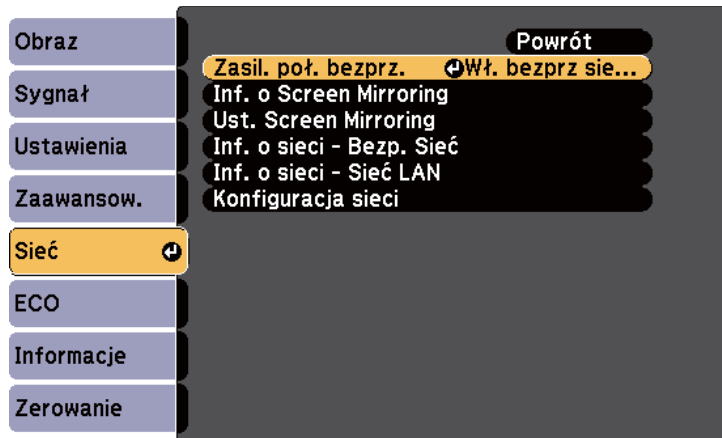 Obraz
Sygnał
Ustawienia
Zaawansow.
Sieć
ECO
Informacje
Zerowanie
Powrót
Zasil. poł. bezprz. Wł. bezprz sie...
Inf. o Screen Mirroring
Ust. Screen Mirroring
Inf. o sieci - Bezp. Sieć
Inf. o sieci - Sieć LAN
Konfiguracja sieci